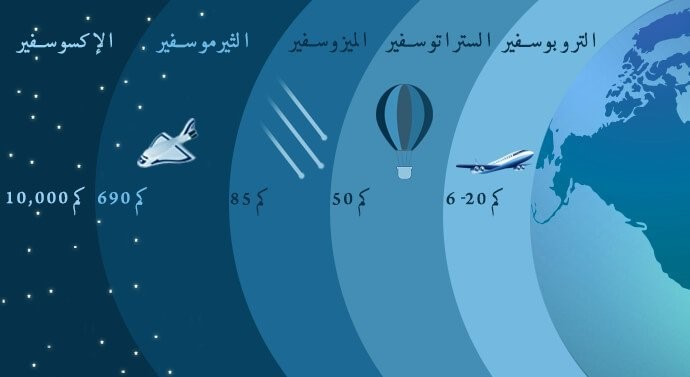 التروبوسفير
الستراتوسفير
الميزوسفير
الثيرموسفير
الإكسوسفير
6-20 كم
50 كم
85 كم
690 كم
10,000 كم